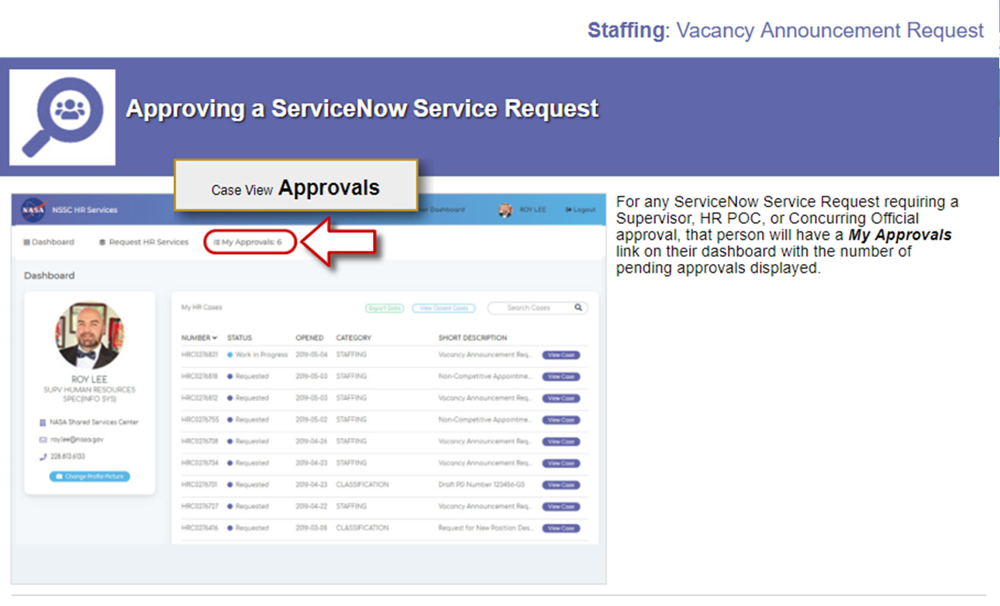 Staffing: Vacancy Announcement Request
Approving a ServiceNow Service Request
Case View Approvals
NASA NSSC HR Services
Dashboard ROY LEE Logout
Dashboard Request HR Services My Approvals: 6
Dashboard
ROY LEE
SUPV HUMAN RESOURCES
SPEC(INFO SYS)
NASA Shared Services Center
roy.lee@nasa.gov
228.813.6133
Change Profile Picture
My HR Cases Export Data View Closed Cases Search Cases
NUMBER STATUS OPENED CATEGORY SHORT DESCRIPTION
HRC0276821 Work in Progress 2019-05-04 STAFFING Vacancy Announcement Req... View Case
HRC0276818 Requested 2019-05-03 STAFFING Non-Competitive Appointme... View Case
HRC0276812 Requested 2019-05-03 STAFFING Vacancy Announcement Req... View Case
HRC0276755 Requested 2019-05-02 STAFFING Non-Competitive Appointme... View Case
HRC0276738 Requested 2019-04-26 STAFFING Vacancy Announcement Req... View Case
HRC0276734 Requested 2019-04-23 STAFFING Vacancy Announcement Req... View Case
HRC0276731 Requested 2019-04-23 CLASSIFICATION Draft PD Number 123456-GS View Case
HRC0276727 Requested 2019-04-22 STAFFING Vacancy Announcement Req... View Case
HRC0276416 Requested 2019-03-08 CLASSIFICATION Request for New Position Des... View Case
For any ServiceNow Service Request requiring a
Supervisor, HR POC, or Concurring Official
approval, that person will have a My Approvals
link on their dashboard with the number of
pending approvals displayed.